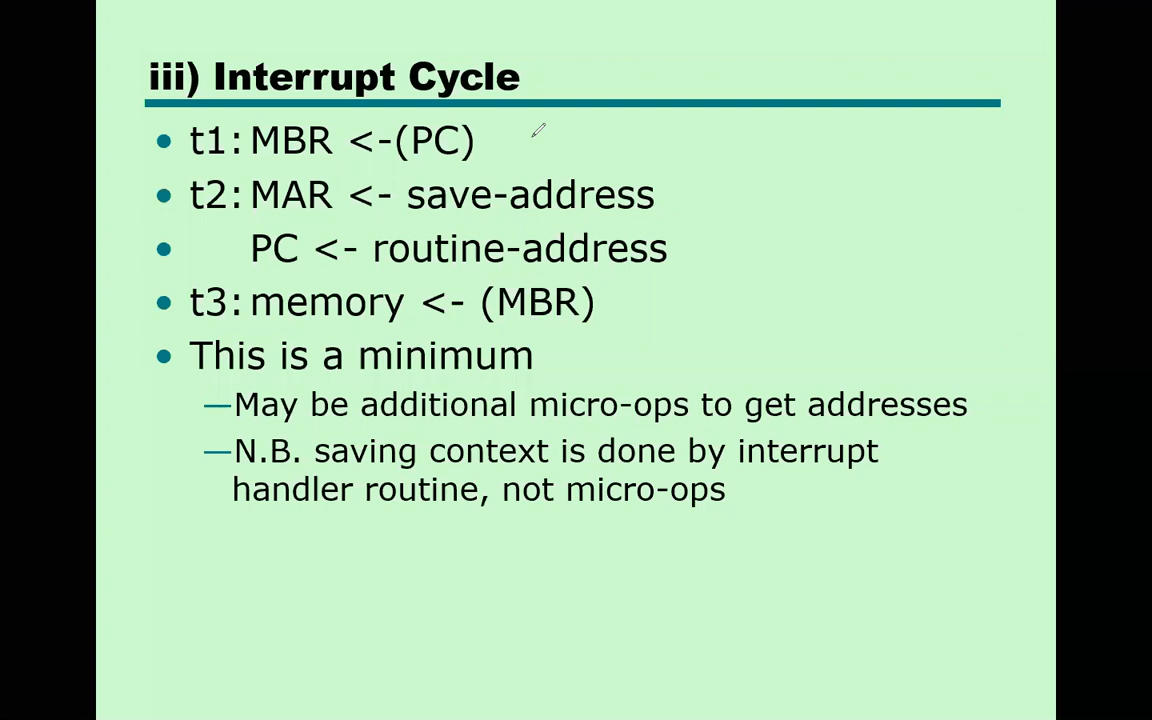 iii) Interrupt Cycle
• t1: MBR <-(PC)
• t2: MAR <- save-address
• PC <- routine-address
• t3: memory <- (MBR)
• This is a minimum
—May be additional micro-ops to get addresses
—N.B. saving context is done by interrupt
handler routine, not micro-ops